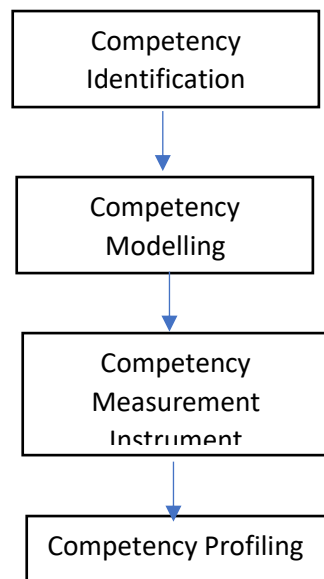 Competency
Identification
Competency
Modelling
Competency
Measurement
Instrument
Competency Profiling